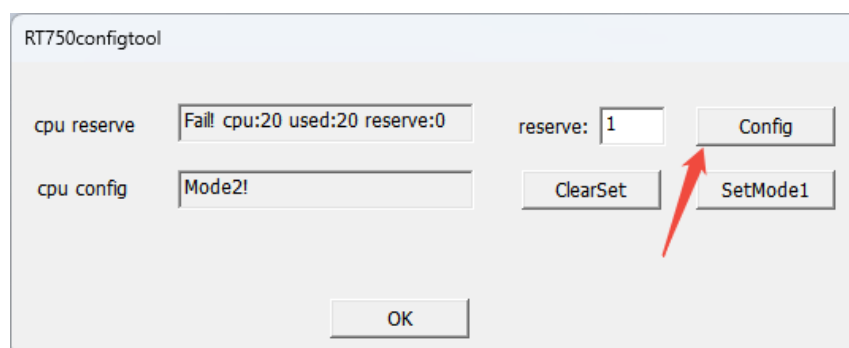 RT750configtool
cpu reserve Fail! cpu:20 used:20 reserve:0 reserve: 1 Config
cpu config Mode2! ClearSet SetMode1
OK